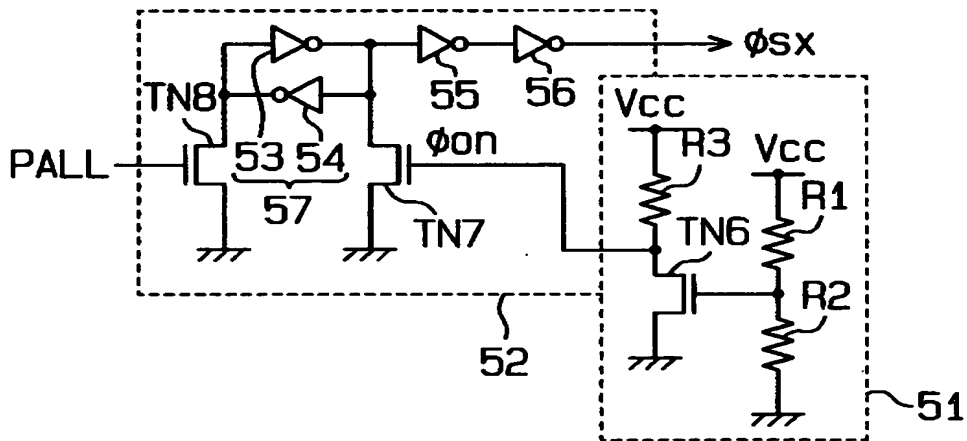 φsx
55
56
TN8
Vcc
R3
Vcc
PALL
53
54
φon
R1
57
TN7
TN6
R2
52
51